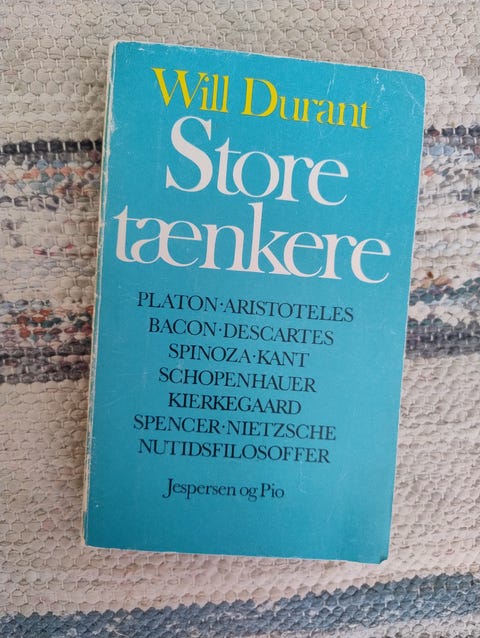 Will Durant
Store
tænkere
PLATON·ARISTOTELES
BACON·DESCARTES
SPINOZA·KANT
SCHOPENHAUER
KIERKEGAARD
SPENCER·NIETZSCHE
NUTIDSFILOSOFFER
Jespersen og Pio